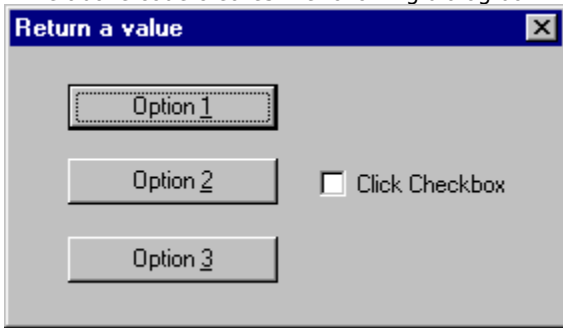 Return a value
Option 1
Option 2
Click Checkbox
Option 3